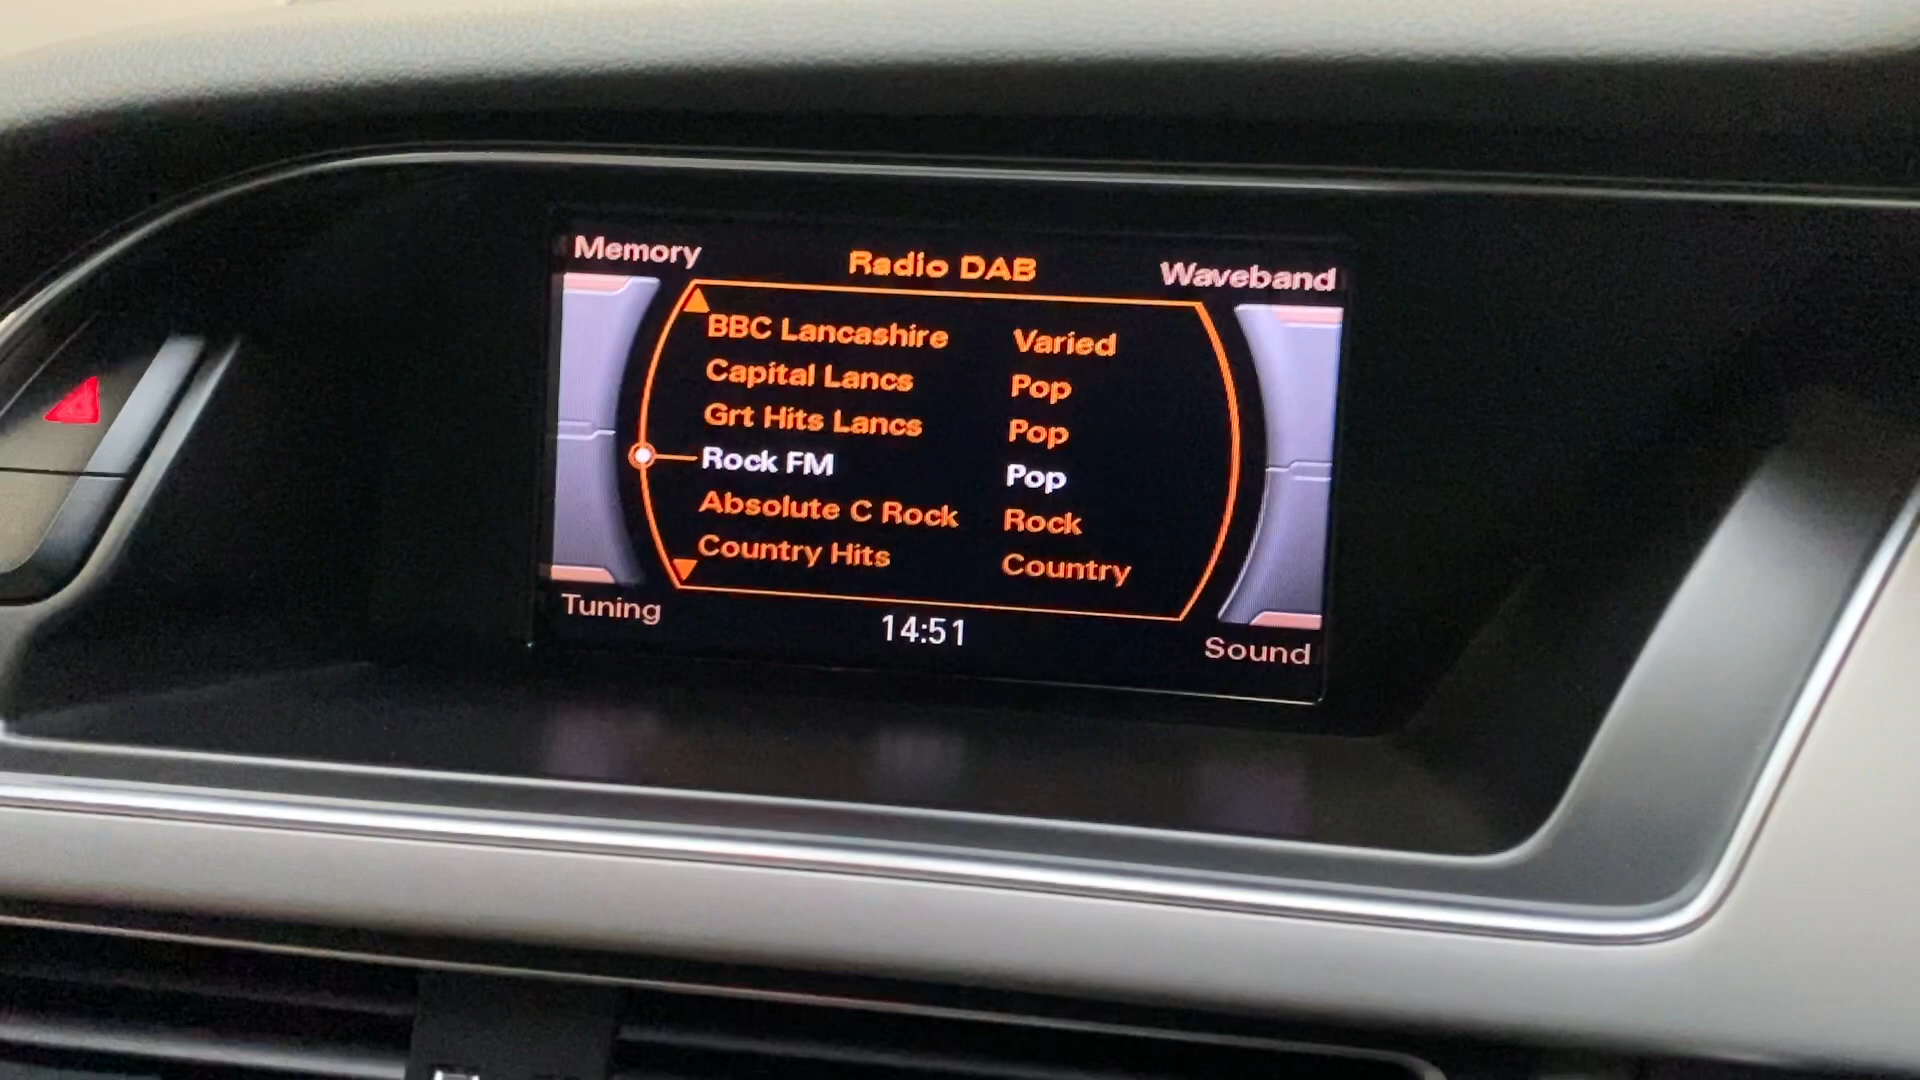 Memory
Radio DAB
Waveband
BBC Lancashire Varied
Capital Lancs Pop
Grt Hits Lancs Pop
Rock FM Pop
Absolute C Rock Rock
Country Hits Country
Tuning
14:51
Sound